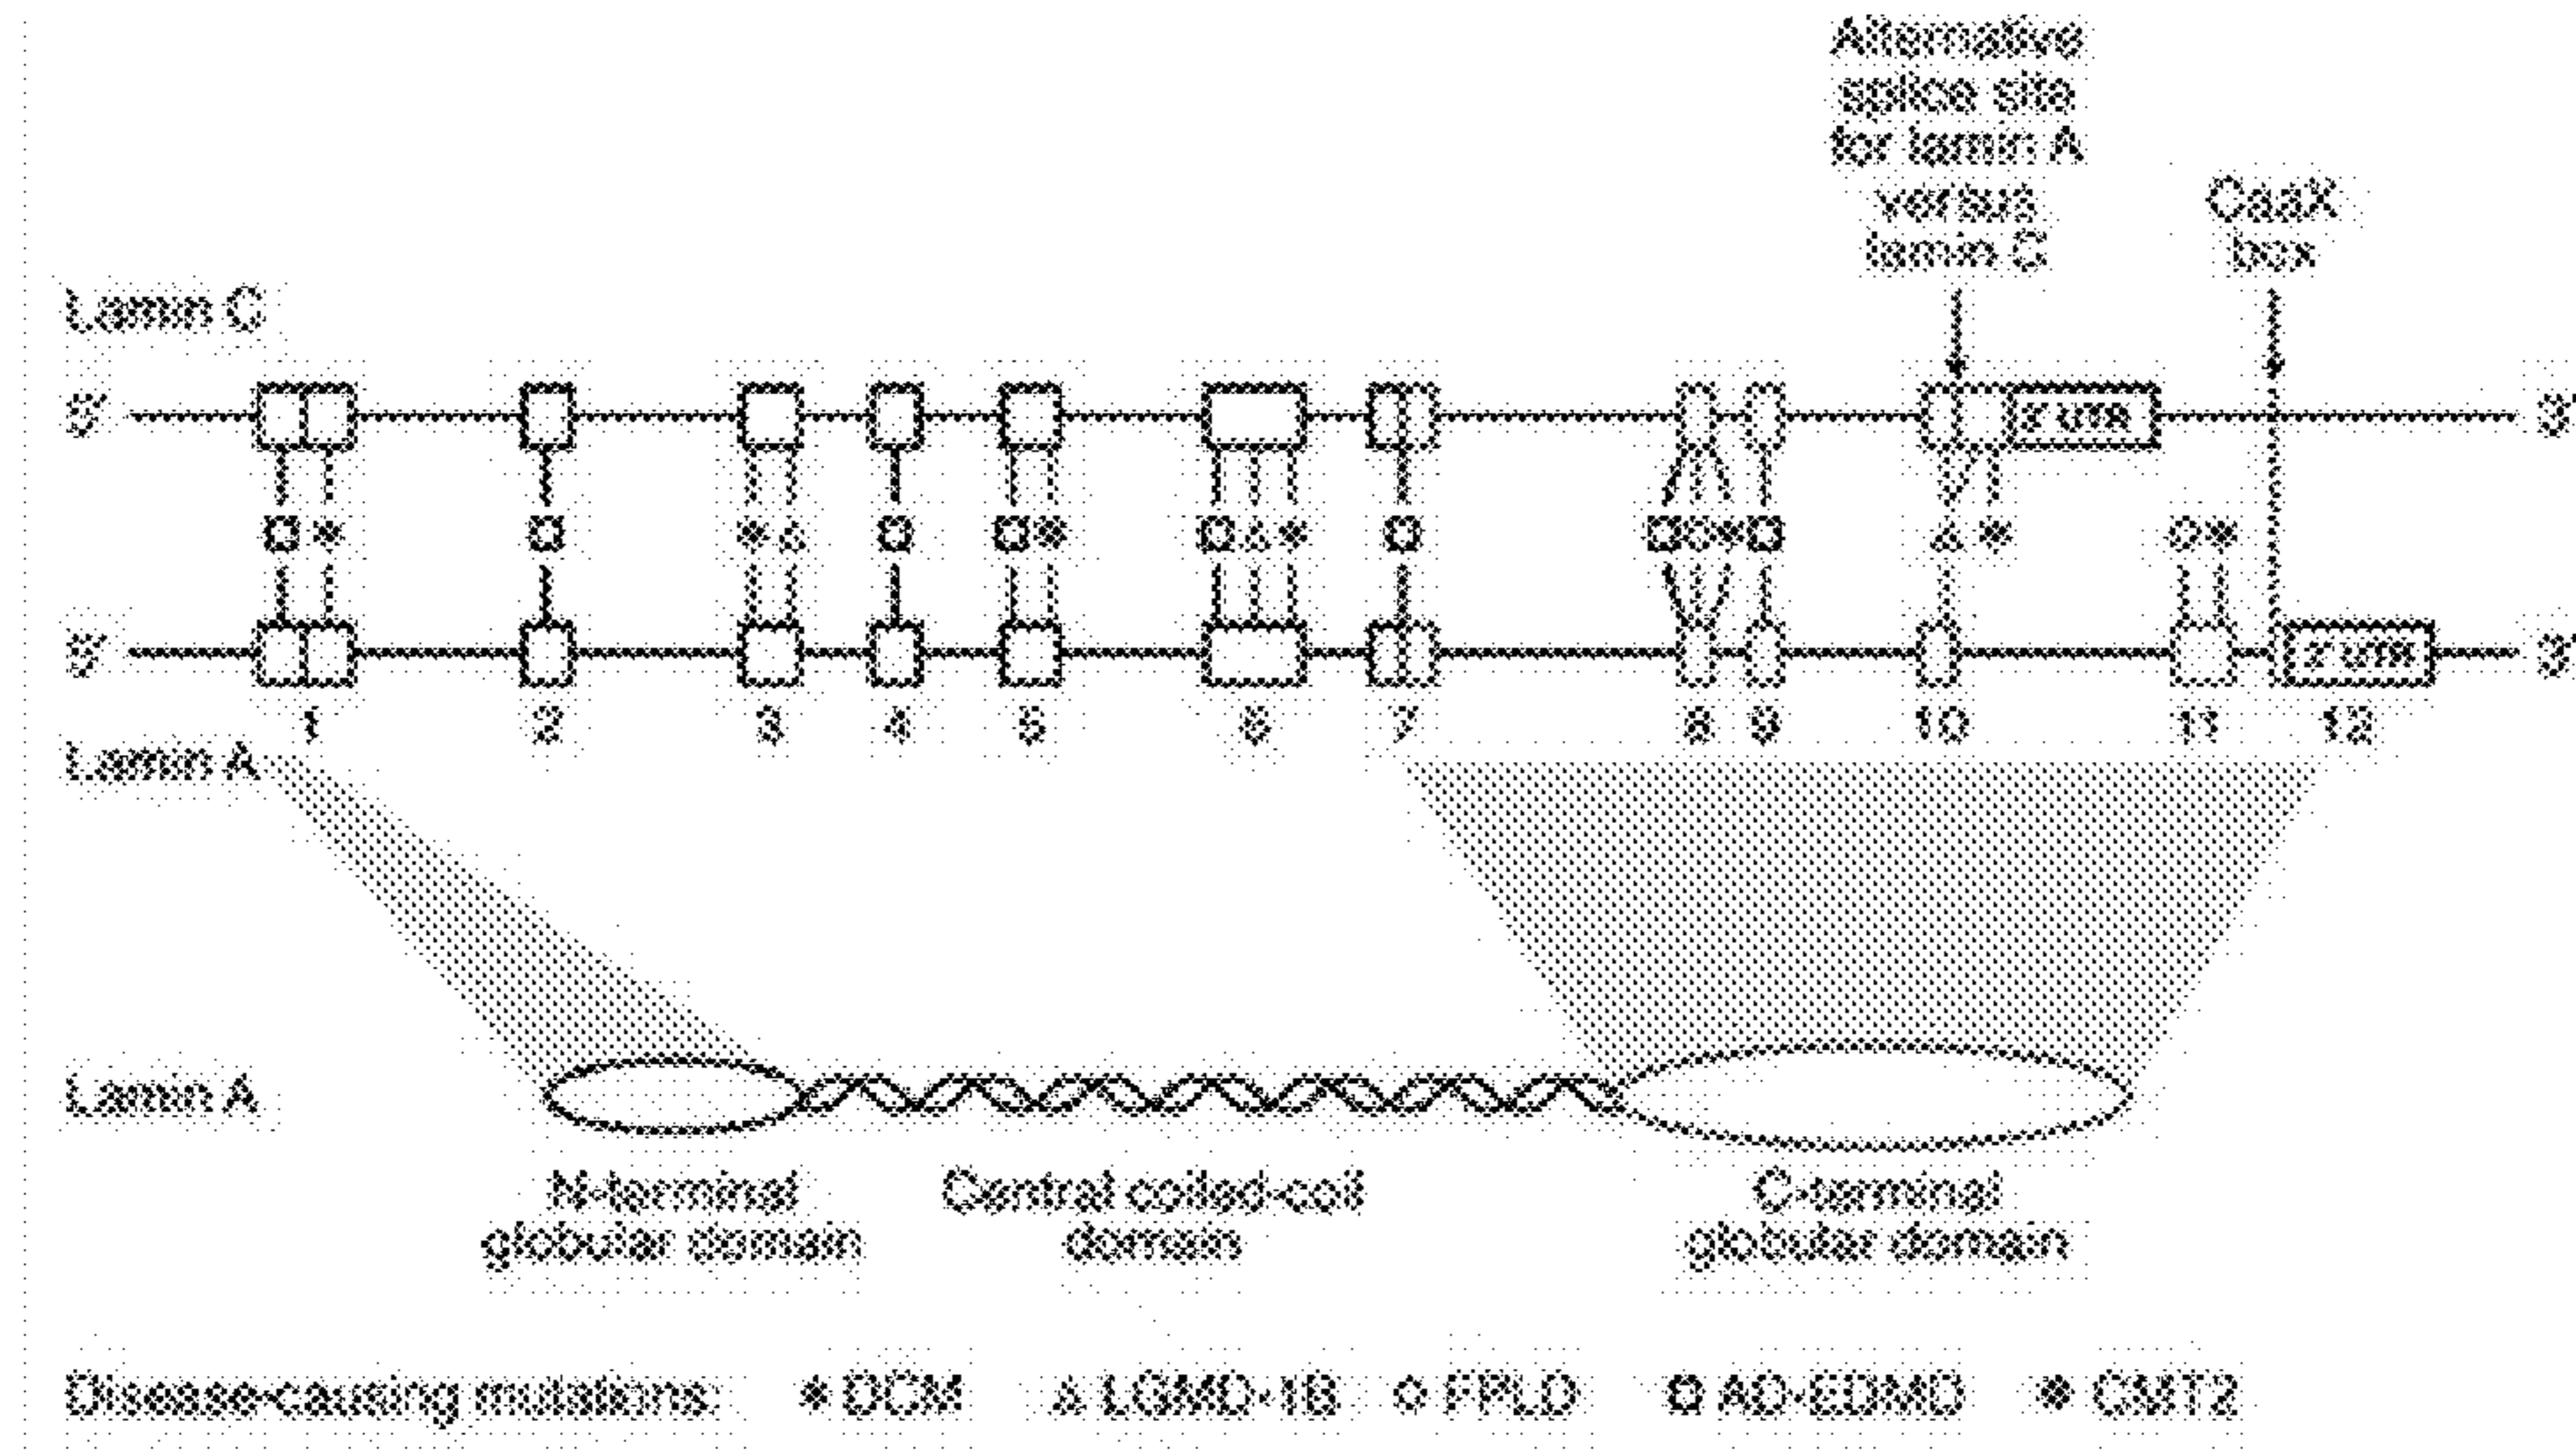 Alternative
splice site
for lamin A
versus
lamin C
CaaX
box
Lamin C
5'
3' UTR
3'
5'
3' UTR
3'
1 2 3 4 5 6 7 8 9 10 11 12
Lamin A
Lamin A
N-terminal
globular domain
Central coiled-coil
domain
C-terminal
globular domain
Disease-causing mutations: DCM LGMD-1B FPLD AD-EDMD CMT2